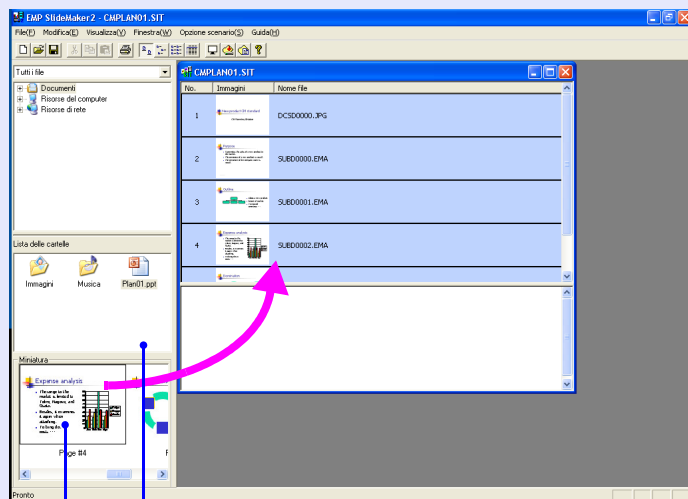 EMP SlideMaker2 - CMPLAN01.SIT
File(F) Modifica(E) Visualizza(V) Finestra(W) Opzione scenario(S) Guida(H)
Tutti i file
Documenti
Risorse del computer
Risorse di rete
Lista delle cartelle
Immagini Musica Plan01.ppt
Miniatura
Expense analysis
Page #4
Pronto
CMPLAN01.SIT
No. Immagini Nome file
1 DCSD0000.JPG
2 SUBD0000.EMA
3 SUBD0001.EMA
4 Expense analysis SUBD0002.EMA